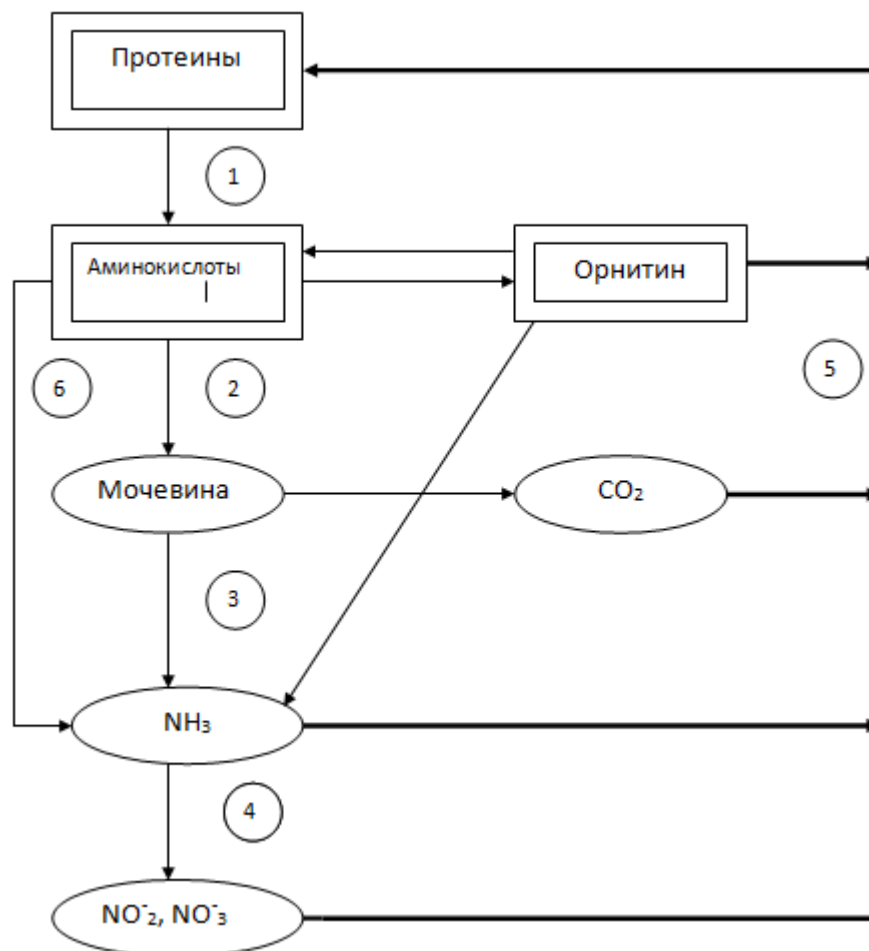 Протеины
1
Аминокислоты
Орнитин
6
2
5
Мочевина
CO₂
3
NH₃
4
NO⁻₂, NO⁻₃